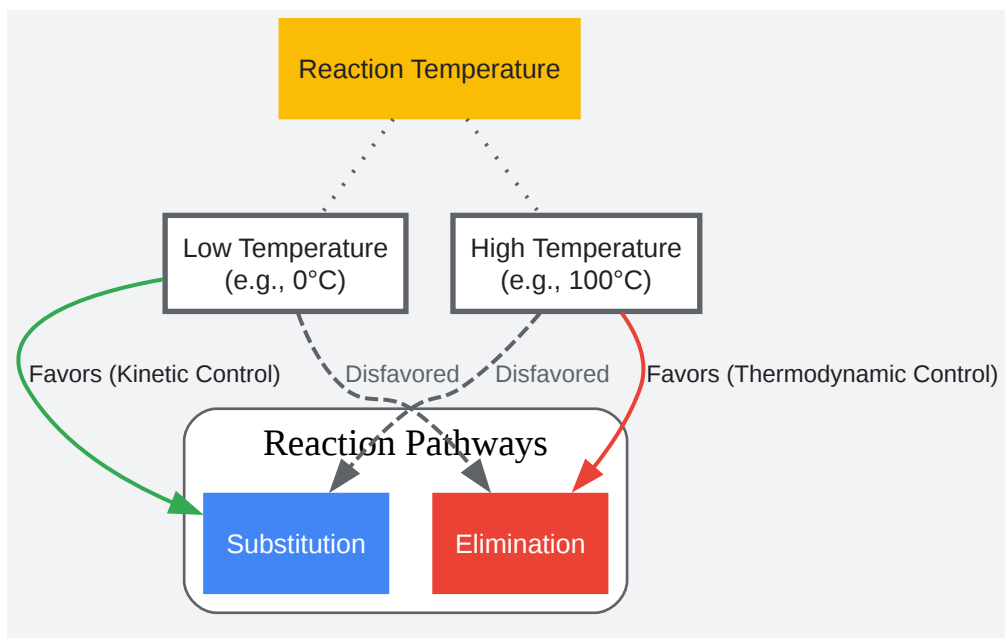 Reaction Temperature
Low Temperature
(e.g., 0°C)
High Temperature
(e.g., 100°C)
Favors (Kinetic Control)
Disfavored
Disfavored
Favors (Thermodynamic Control)
Reaction Pathways
Substitution
Elimination